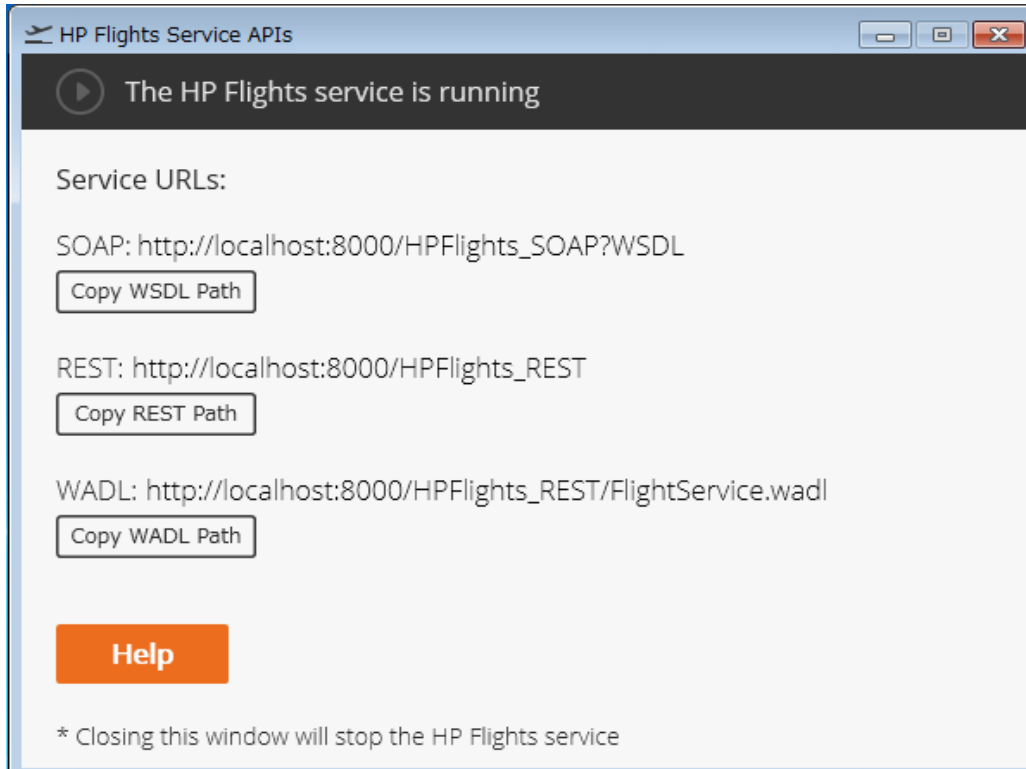 HP Flights Service APIs
The HP Flights service is running
Service URLs:
SOAP: http://localhost:8000/HPFlights_SOAP?WSDL
Copy WSDL Path
REST: http://localhost:8000/HPFlights_REST
Copy REST Path
WADL: http://localhost:8000/HPFlights_REST/FlightService.wadl
Copy WADL Path
Help
* Closing this window will stop the HP Flights service